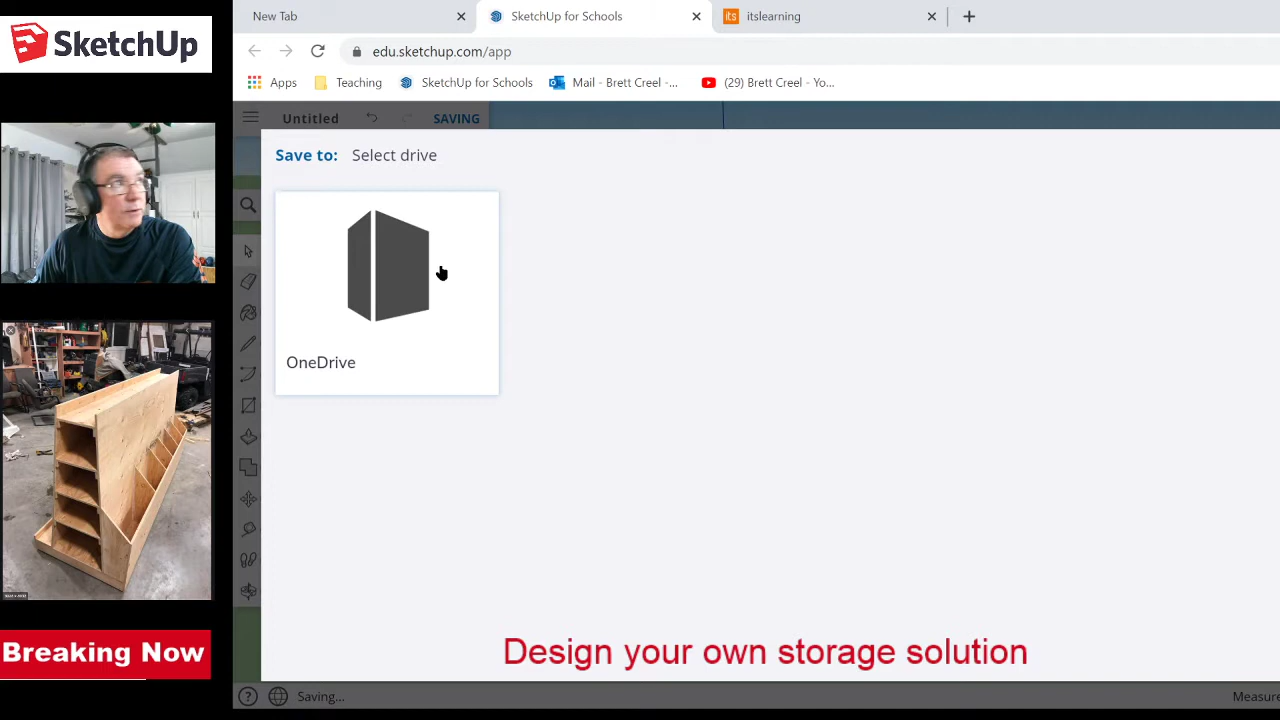 SketchUp
New Tab
SketchUp for Schools
itslearning
its
edu.sketchup.com/app
Apps
Teaching
SketchUp for Schools
Mail - Brett Creel -...
(29) Brett Creel - Yo...
Untitled
SAVING
Save to: Select drive
OneDrive
Breaking Now
Design your own storage solution
Saving...
Measure